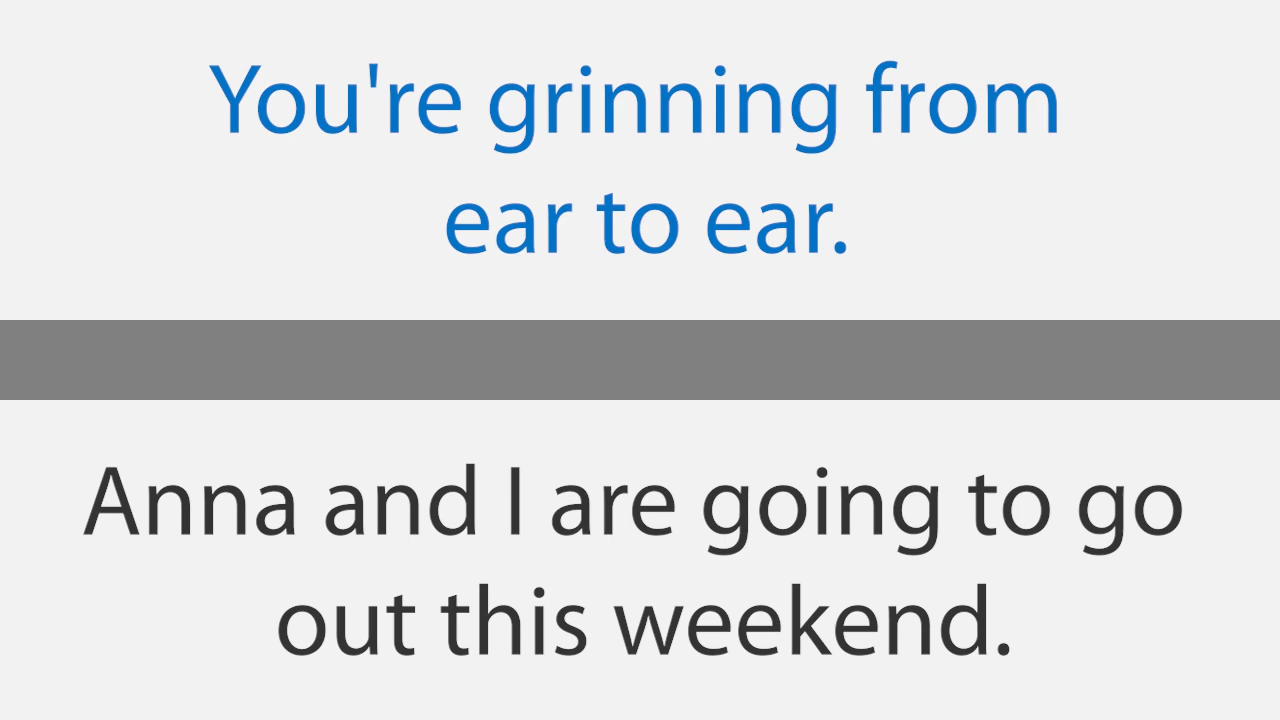 You're grinning from
ear to ear.
Anna and I are going to go
out this weekend.